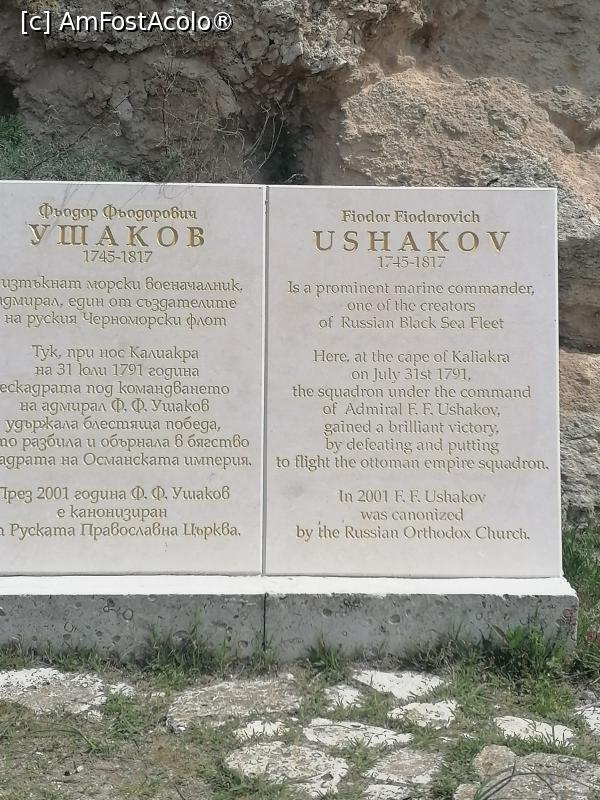 [c] AmFostAcolo®
Фьодор Фьодорович
УШАКОВ
1745-1817
изтъкнат морски военачалник,
адмирал, един от създателите
на руския Черноморски флот
Тук, при нос Калиакра
на 31 юли 1791 година
ескадрата под командването
на адмирал Ф. Ф. Ушаков
удържала блестяща победа,
разбила и обърнала в бягство
на Османската империя.
През 2001 година Ф. Ф. Ушаков
е канонизиран
Руската Православна Църква.
Fiodor Fiodorovich
USHAKOV
1745-1817
Is a prominent marine commander,
one of the creators
of Russian Black Sea Fleet
Here, at the cape of Kaliakra
on July 31st 1791,
the squadron under the command
of Admiral F. F. Ushakov,
gained a brilliant victory,
by defeating and putting
to flight the ottoman empire squadron.
In 2001 F. F. Ushakov
was canonized
by the Russian Orthodox Church.